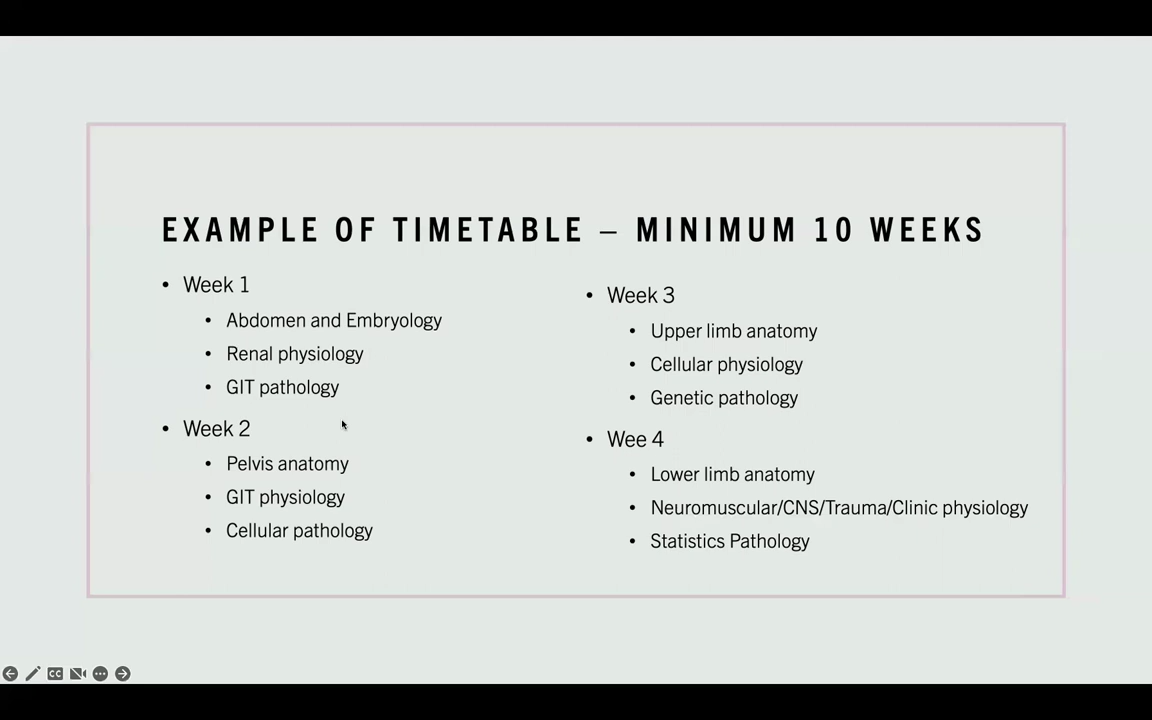 EXAMPLE OF TIMETABLE – MINIMUM 10 WEEKS
• Week 1
• Abdomen and Embryology
• Renal physiology
• GIT pathology
• Week 2
• Pelvis anatomy
• GIT physiology
• Cellular pathology
• Week 3
• Upper limb anatomy
• Cellular physiology
• Genetic pathology
• Wee 4
• Lower limb anatomy
• Neuromuscular/CNS/Trauma/Clinic physiology
• Statistics Pathology
CC